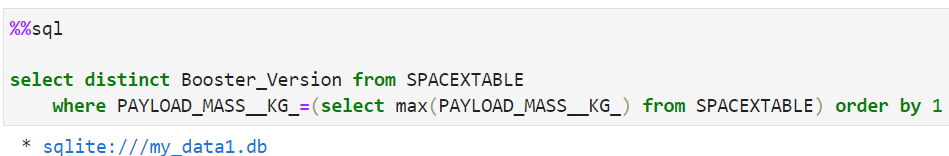 %%sql
select distinct Booster_Version from SPACEXTABLE
where PAYLOAD_MASS__KG_=(select max(PAYLOAD_MASS__KG_) from SPACEXTABLE) order by 1
* sqlite:///my_data1.db